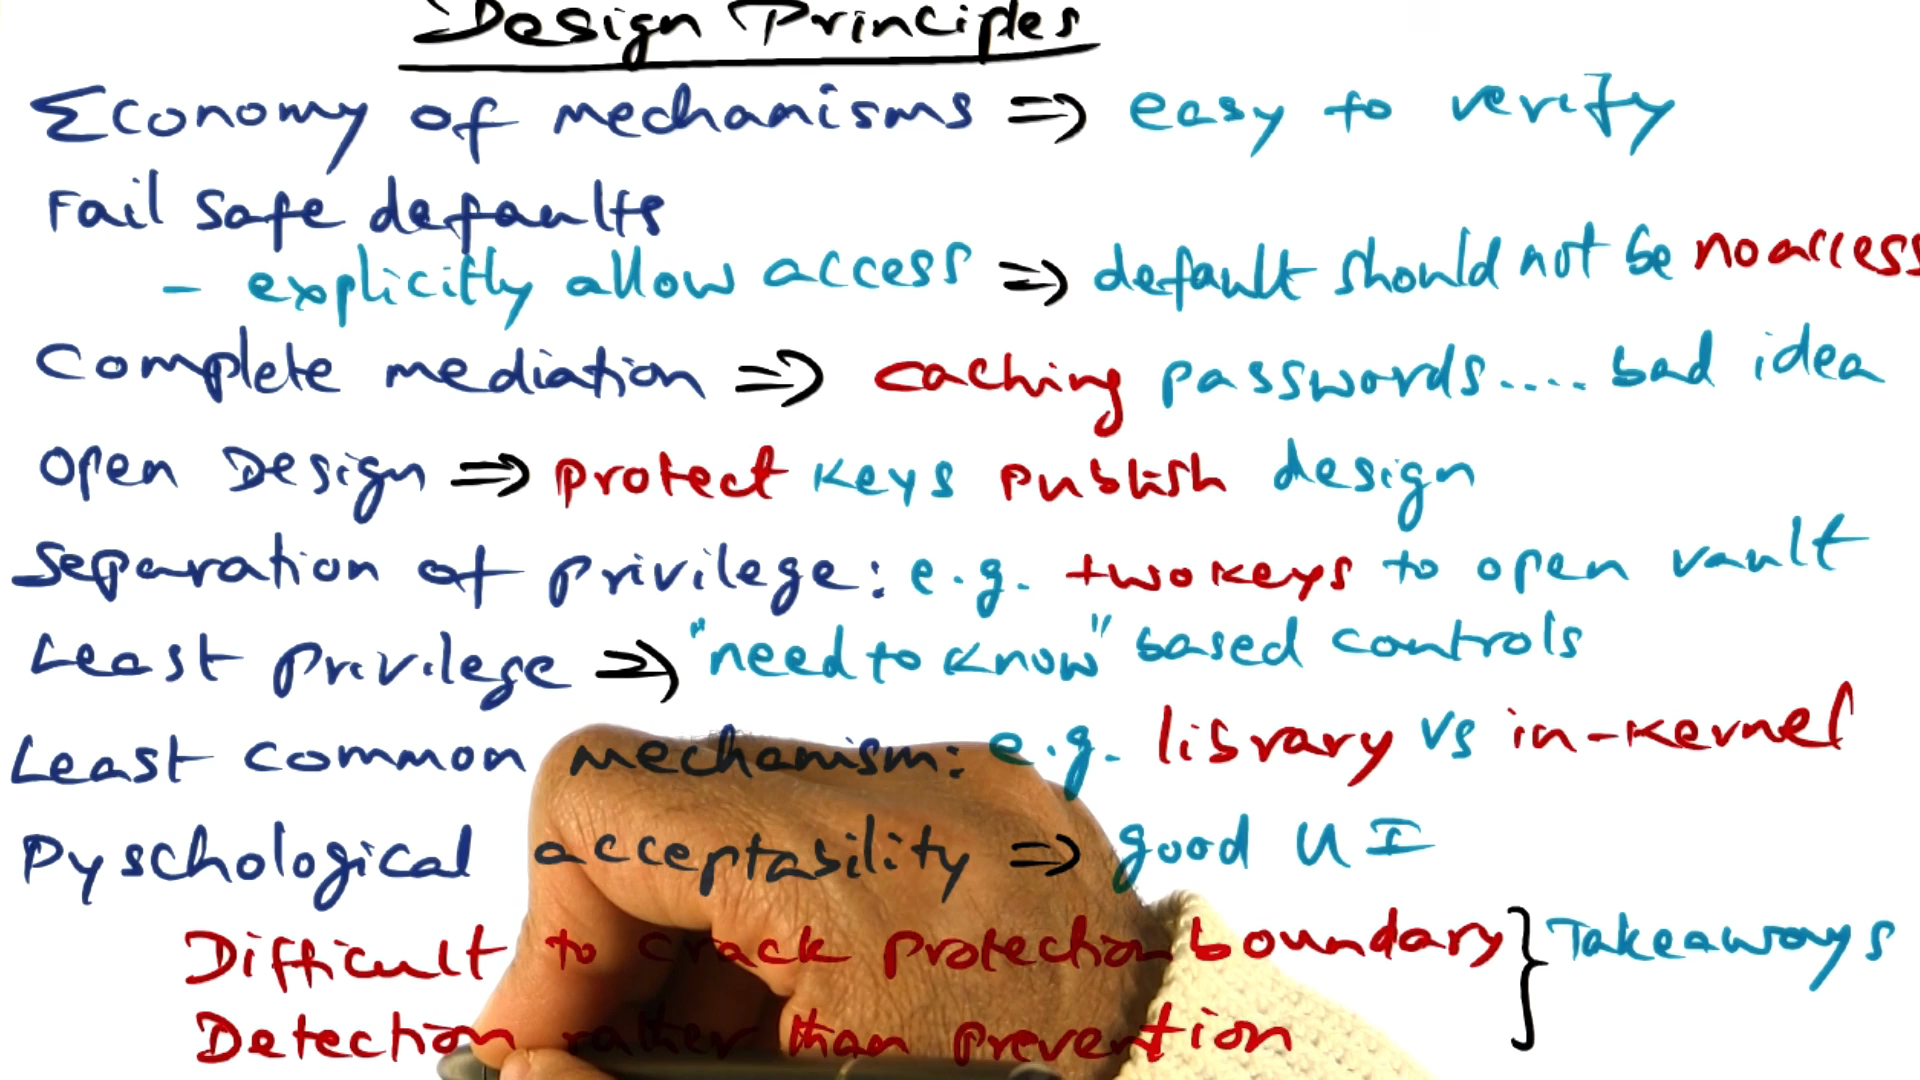 Design Principles
Economy of mechanisms => easy to verify
Fail safe defaults
- explicitly allow access => default should not be no access
Complete mediation => caching passwords.... bad idea
Open Design => protect keys publish design
Separation of privilege: e.g. two keys to open vault
Least privilege => "need to know" based controls
Least common mechanism: e.g. library vs in-kernel
Pyschological acceptability => good UI
Difficult to crack protection boundary } Takeaways
Detection rather than prevention